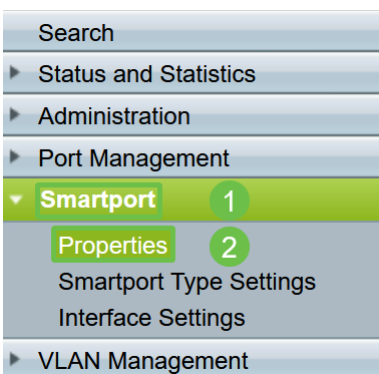 Search
Status and Statistics
Administration
Port Management
Smartport 1
Properties 2
Smartport Type Settings
Interface Settings
VLAN Management